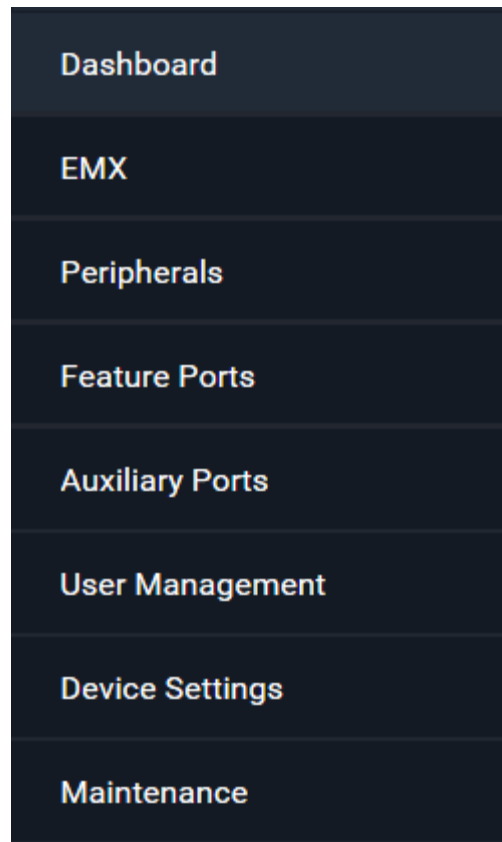 Dashboard
EMX
Peripherals
Feature Ports
Auxiliary Ports
User Management
Device Settings
Maintenance